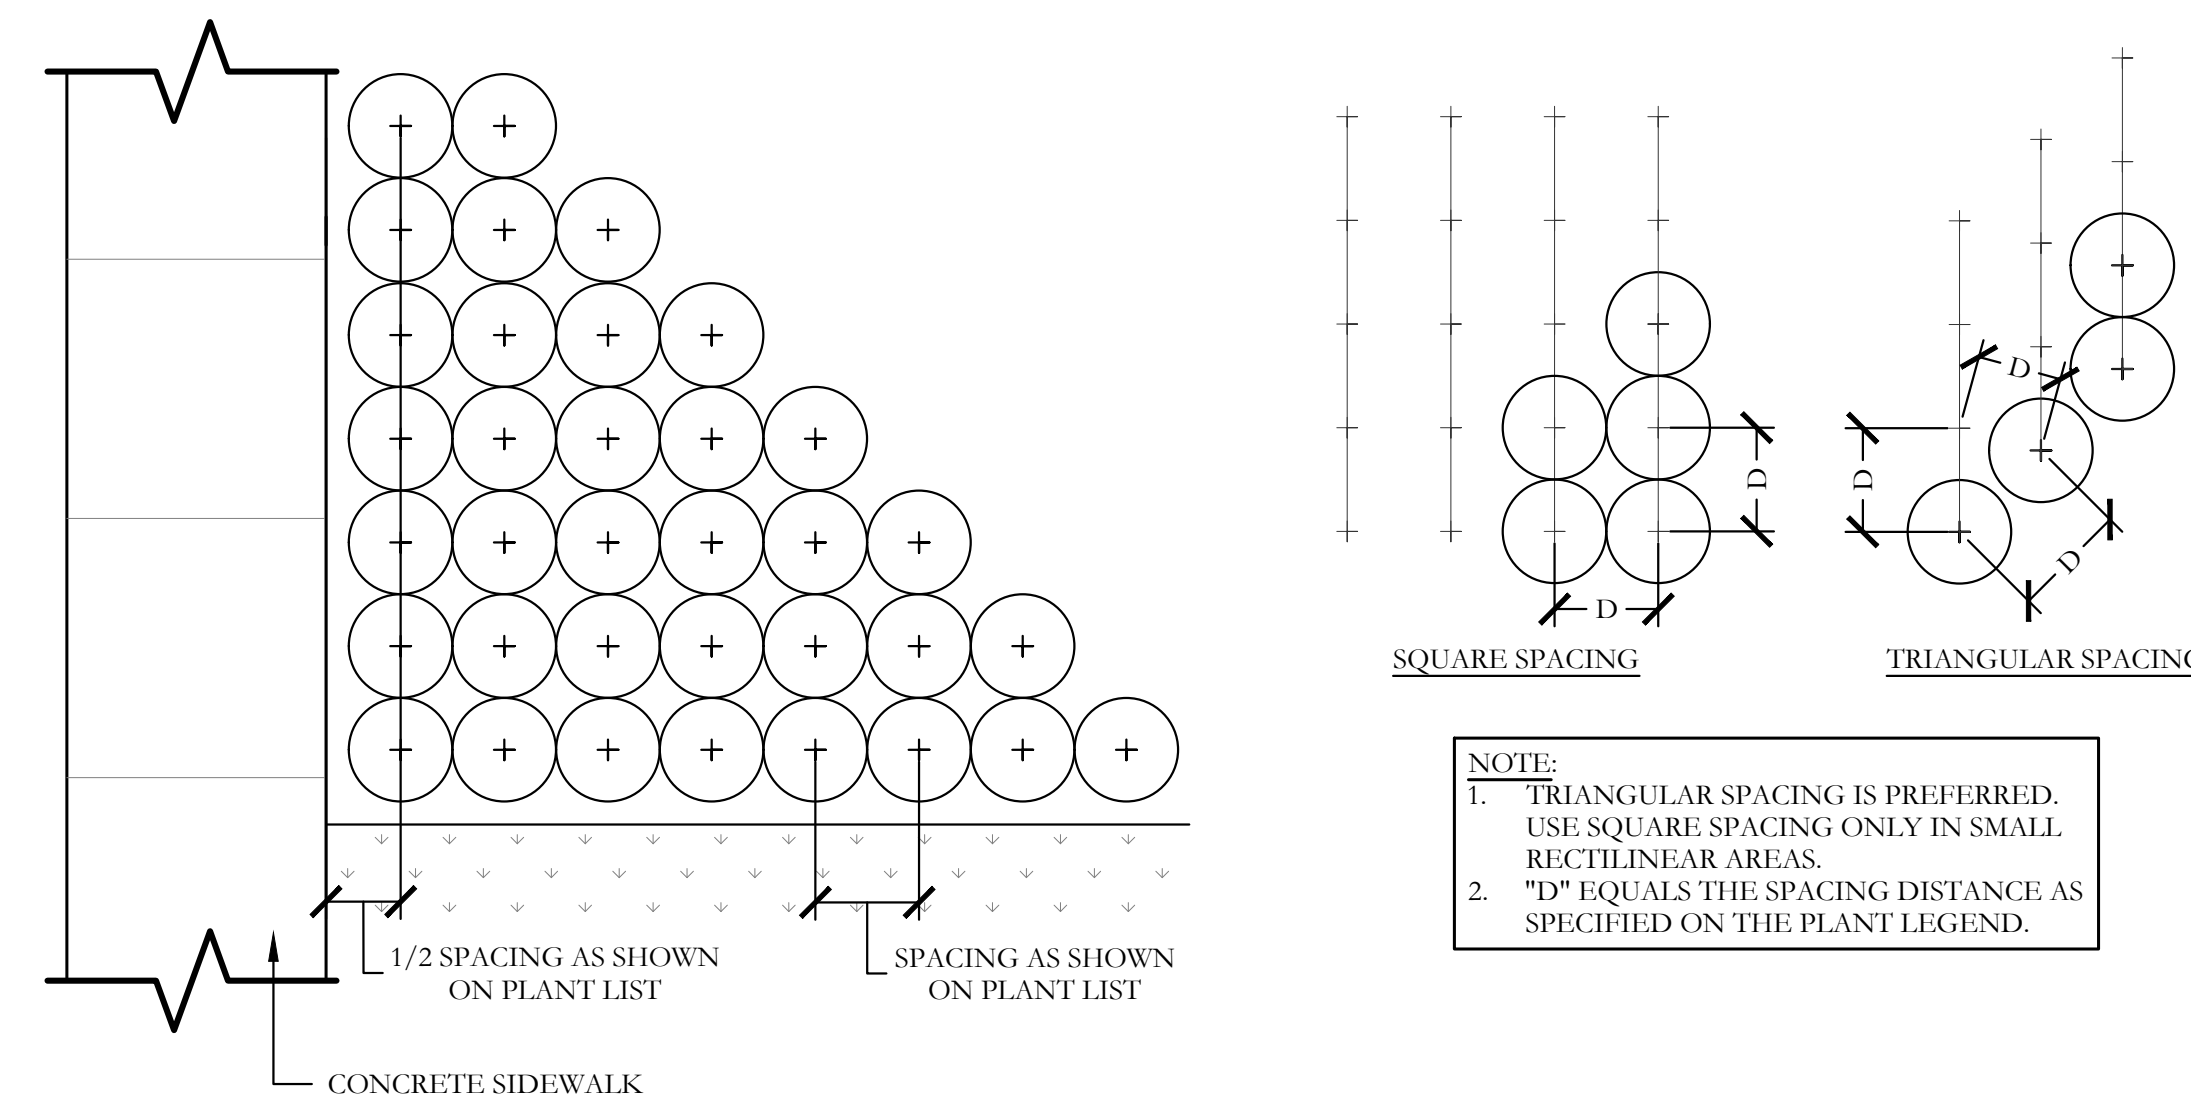 D
D
D
D
D
SQUARE SPACING
TRIANGULAR SPACING
NOTE:
1. TRIANGULAR SPACING IS PREFERRED.
USE SQUARE SPACING ONLY IN SMALL
RECTILINEAR AREAS.
2. "D" EQUALS THE SPACING DISTANCE AS
SPECIFIED ON THE PLANT LEGEND.
1/2 SPACING AS SHOWN
ON PLANT LIST
SPACING AS SHOWN
ON PLANT LIST
CONCRETE SIDEWALK